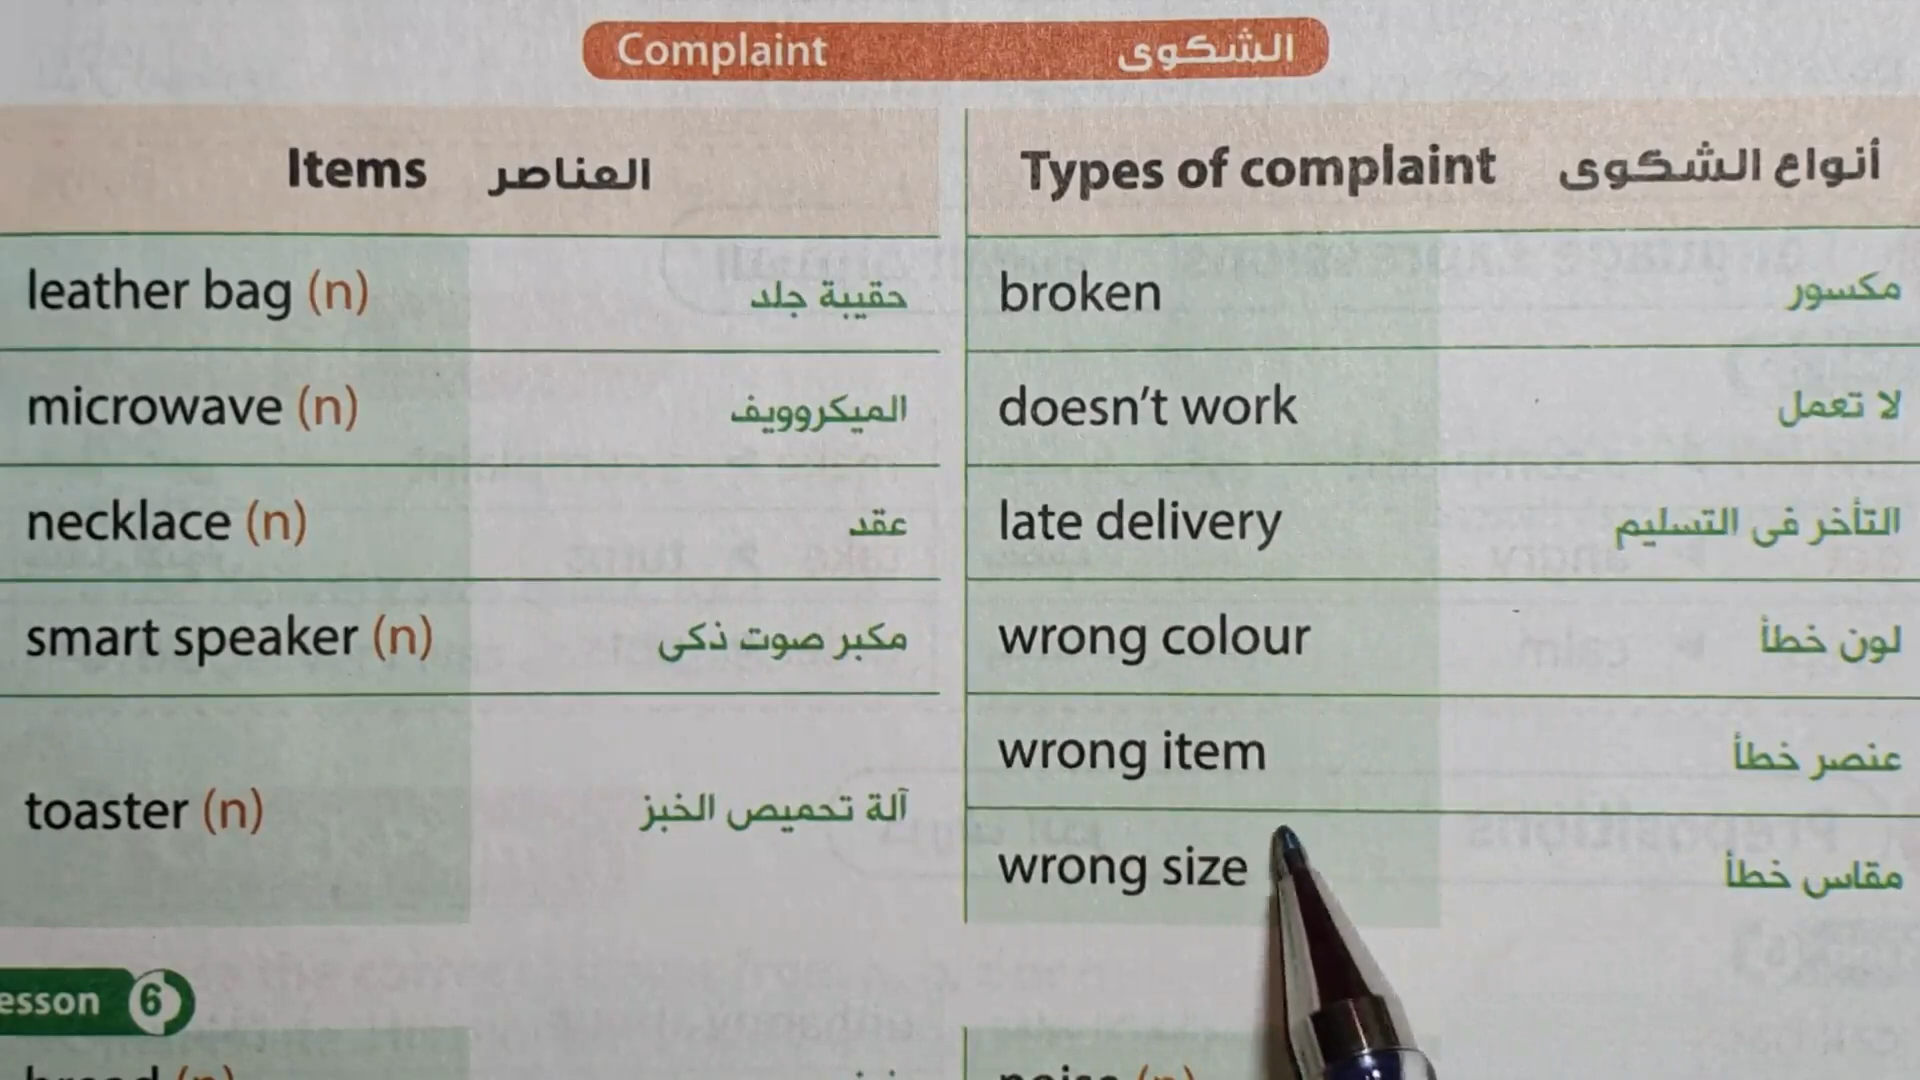 Complaint الشكوى
Items العناصر
leather bag (n) حقيبة جلد
microwave (n) الميكروويف
necklace (n) عقد
smart speaker (n) مكبر صوت ذكى
toaster (n) آلة تحميص الخبز
Types of complaint أنواع الشكوى
broken مكسور
doesn't work لا تعمل
late delivery التأخر فى التسليم
wrong colour لون خطأ
wrong item عنصر خطأ
wrong size مقاس خطأ
esson 6